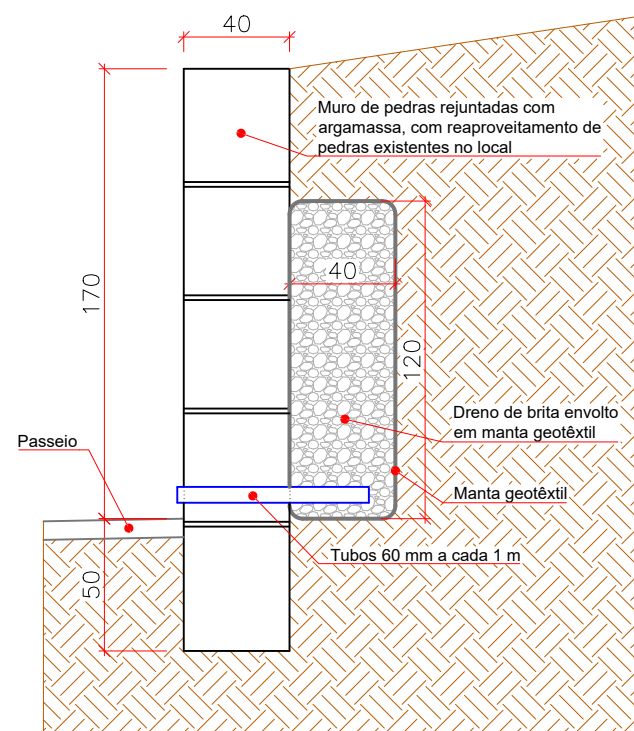 40
Muro de pedras rejuntadas com
argamassa, com reaproveitamento de
pedras existentes no local
170
40
120
Dreno de brita envolto
em manta geotêxtil
Passeio
Manta geotêxtil
Tubos 60 mm a cada 1 m
50